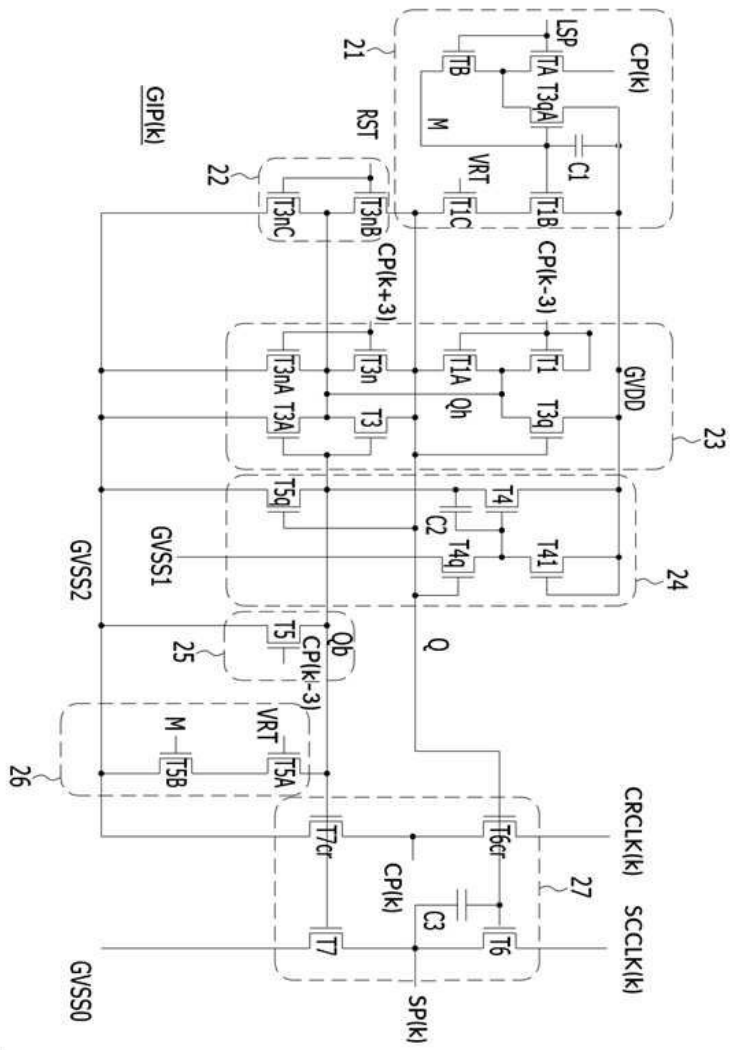 CRCLK(k)
SCCLK(k)
21
CP(k)
LSP
TA
T3qA
TB
M
C1
T1B
VRT
T1C
GIP(k)
RST
22
T3nB
T3nC
CP(k-3)
T1
GVDD
T3q
T1A
Qh
23
CP(k+3)
T3n
T3
T3nA
T3A
T41
T4
C2
T4q
24
T5q
GVSS1
GVSS2
Q
Qb
T5
CP(k-3)
25
VRT
T5A
M
T5B
26
T6cr
T6
27
C3
CP(k)
SP(k)
T7cr
T7
GVSS0